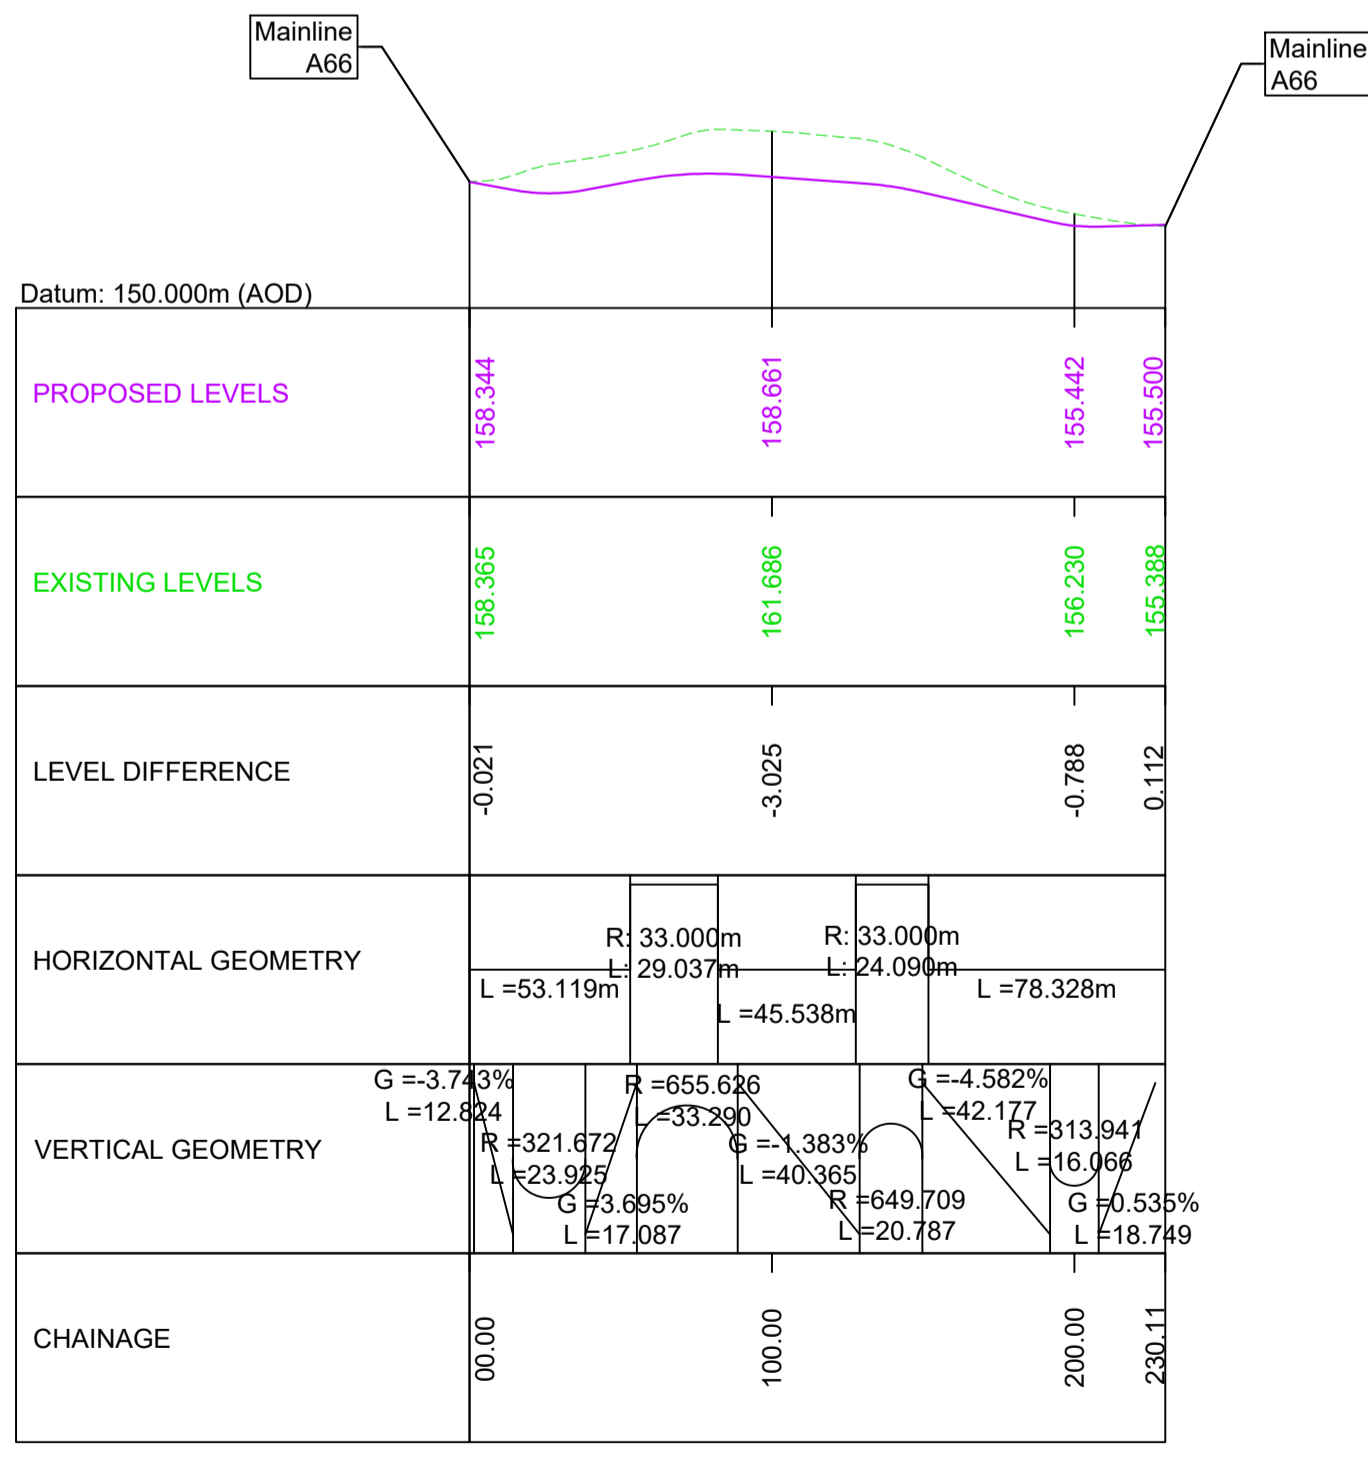 Mainline
A66
Mainline
A66
Datum: 150.000m (AOD)
PROPOSED LEVELS
158.344
158.661
155.442
155.500
EXISTING LEVELS
158.365
161.686
156.230
155.388
LEVEL DIFFERENCE
-0.021
-3.025
-0.788
0.112
HORIZONTAL GEOMETRY
L =53.119m
R: 33.000m
L: 29.037m
L =45.538m
R: 33.000m
L: 24.090m
L =78.328m
VERTICAL GEOMETRY
G =-3.743%
L =12.824
R =321.672
L =23.925
G =3.695%
L =17.087
R =655.626
L =33.290
G =-1.383%
L =40.365
R =649.709
L =20.787
G =-4.582%
L =42.177
R =313.941
L =16.066
G =0.535%
L =18.749
CHAINAGE
00.00
100.00
200.00
230.11